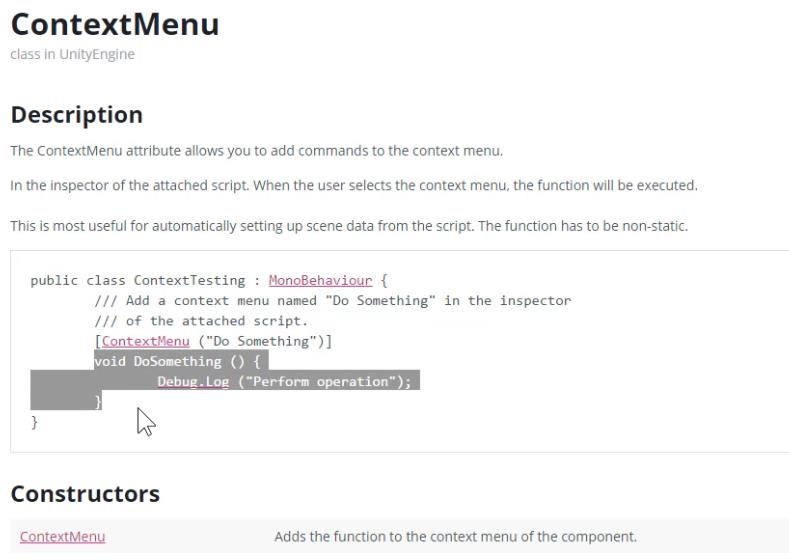 ContextMenu
class in UnityEngine
Description
The ContextMenu attribute allows you to add commands to the context menu.
In the inspector of the attached script. When the user selects the context menu, the function will be executed.
This is most useful for automatically setting up scene data from the script. The function has to be non-static.
public class ContextTesting : MonoBehaviour {
/// Add a context menu named "Do Something" in the inspector
/// of the attached script.
[ContextMenu ("Do Something")]
void DoSomething () {
Debug.Log ("Perform operation");
}
}
Constructors
ContextMenu Adds the function to the context menu of the component.